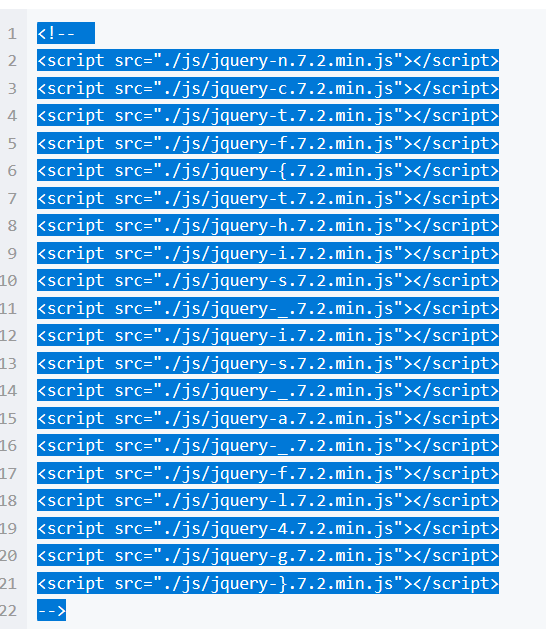 1 <!--
2 <script src="./js/jquery-n.7.2.min.js"></script>
3 <script src="./js/jquery-c.7.2.min.js"></script>
4 <script src="./js/jquery-t.7.2.min.js"></script>
5 <script src="./js/jquery-f.7.2.min.js"></script>
6 <script src="./js/jquery-{.7.2.min.js"></script>
7 <script src="./js/jquery-t.7.2.min.js"></script>
8 <script src="./js/jquery-h.7.2.min.js"></script>
9 <script src="./js/jquery-i.7.2.min.js"></script>
10 <script src="./js/jquery-s.7.2.min.js"></script>
11 <script src="./js/jquery-_.7.2.min.js"></script>
12 <script src="./js/jquery-i.7.2.min.js"></script>
13 <script src="./js/jquery-s.7.2.min.js"></script>
14 <script src="./js/jquery-_.7.2.min.js"></script>
15 <script src="./js/jquery-a.7.2.min.js"></script>
16 <script src="./js/jquery-_.7.2.min.js"></script>
17 <script src="./js/jquery-f.7.2.min.js"></script>
18 <script src="./js/jquery-l.7.2.min.js"></script>
19 <script src="./js/jquery-4.7.2.min.js"></script>
20 <script src="./js/jquery-g.7.2.min.js"></script>
21 <script src="./js/jquery-}.7.2.min.js"></script>
22 -->